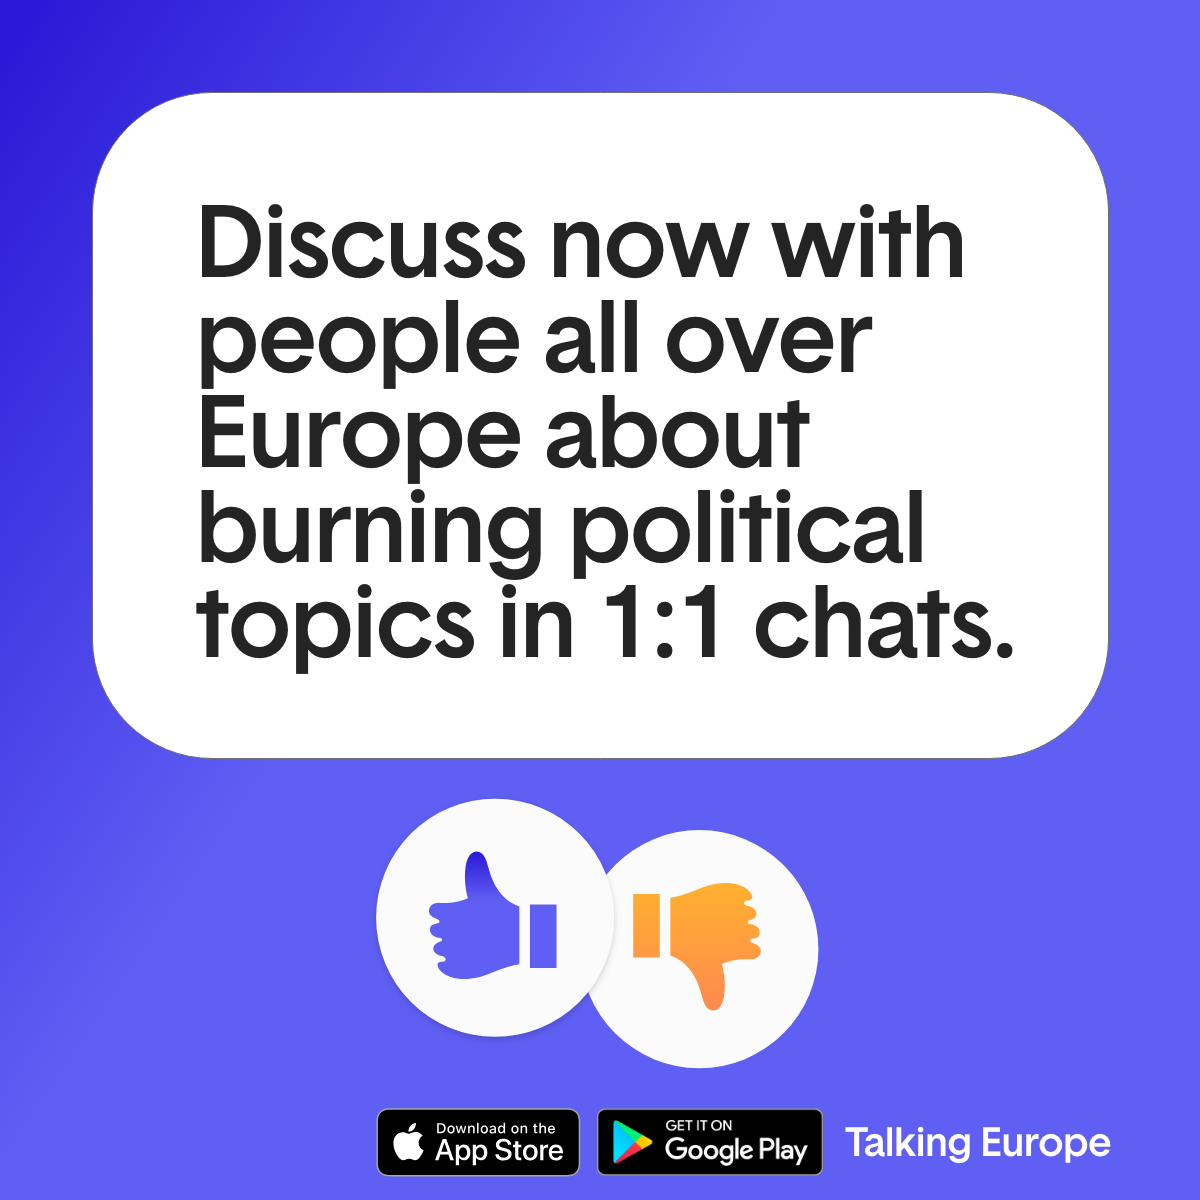 Discuss now with
people all over
Europe about
burning political
topics in 1:1 chats.
Download on the
App Store
GET IT ON
Google Play
Talking Europe